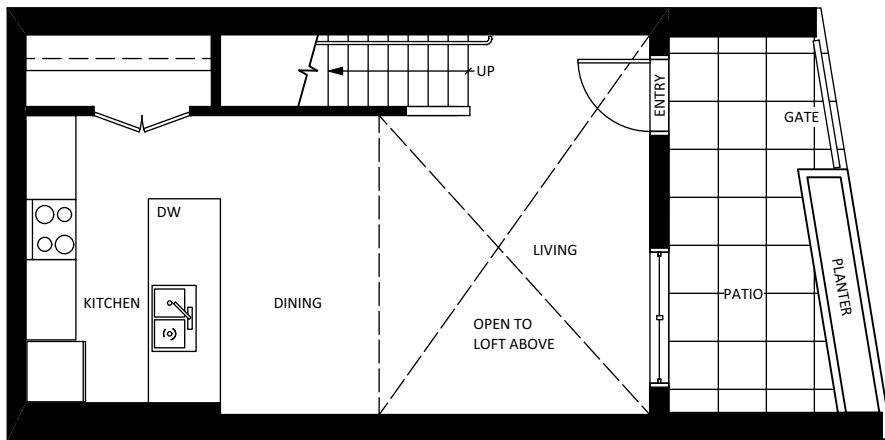 UP
ENTRY
GATE
DW
LIVING
KITCHEN
DINING
PATIO
PLANTER
OPEN TO
LOFT ABOVE